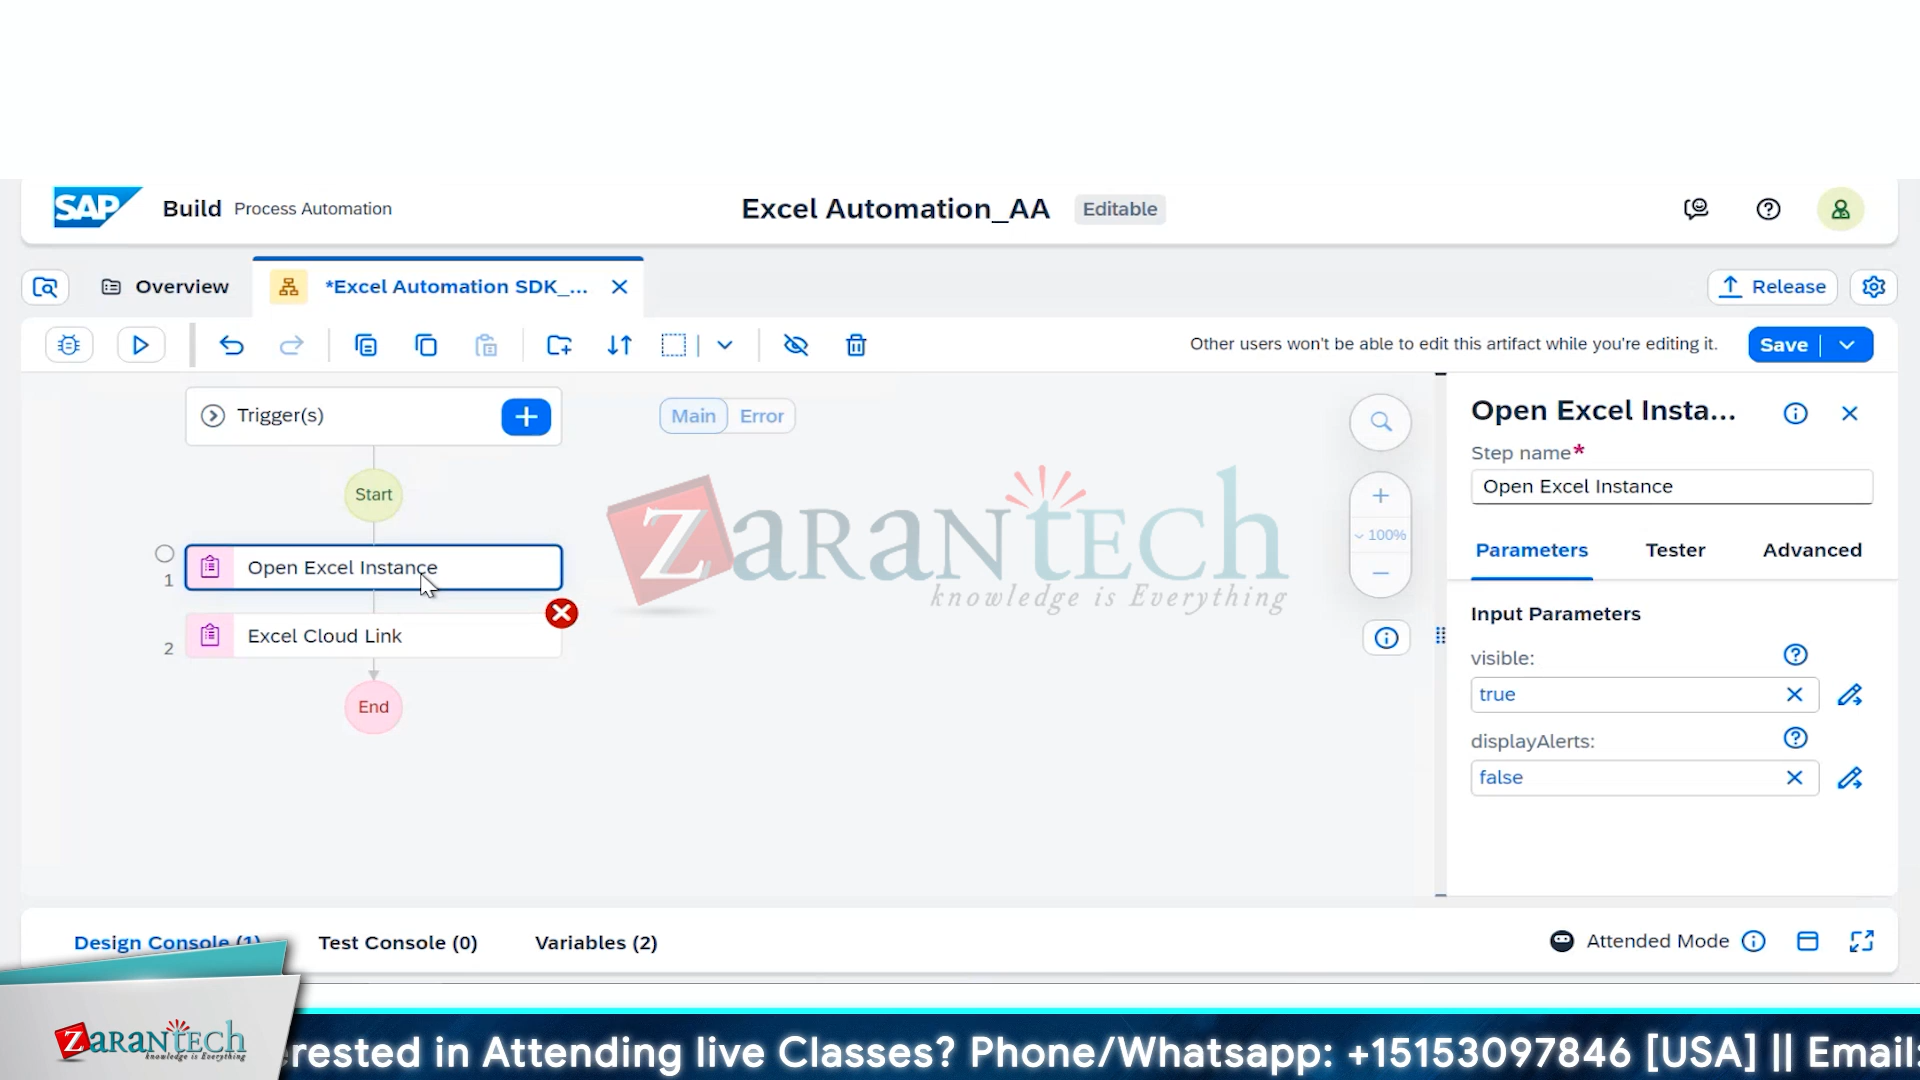 SAP Build Process Automation
Excel Automation_AA Editable
Overview
*Excel Automation SDK_...
Release
Other users won't be able to edit this artifact while you're editing it.
Save
Trigger(s)
Main Error
Start
1 Open Excel Instance
2 Excel Cloud Link
End
100%
ZARANTECH
knowledge is Everything
Open Excel Insta...
Step name*
Open Excel Instance
Parameters Tester Advanced
Input Parameters
visible:
true
displayAlerts:
false
Design Console (1) Test Console (0) Variables (2)
Attended Mode
ZARANTECH
knowledge is Everything
erested in Attending live Classes? Phone/Whatsapp: +15153097846 [USA] || Email: